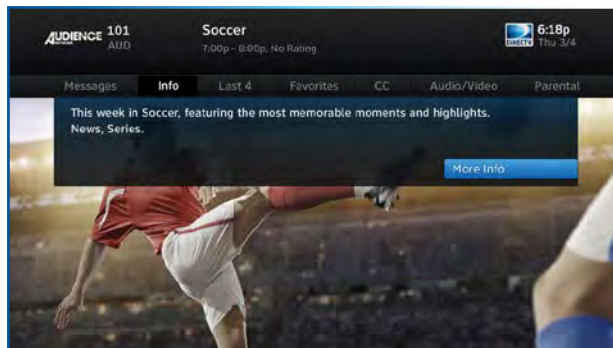 AUDIENCE NETWORK 101
AUD
Soccer
7:00p - 8:00p, No Rating
DIRECTV
6:18p
Thu 3/4
Messages Info Last 4 Favorites CC Audio/Video Parental
This week in Soccer, featuring the most memorable moments and highlights.
News, Series.
More Info